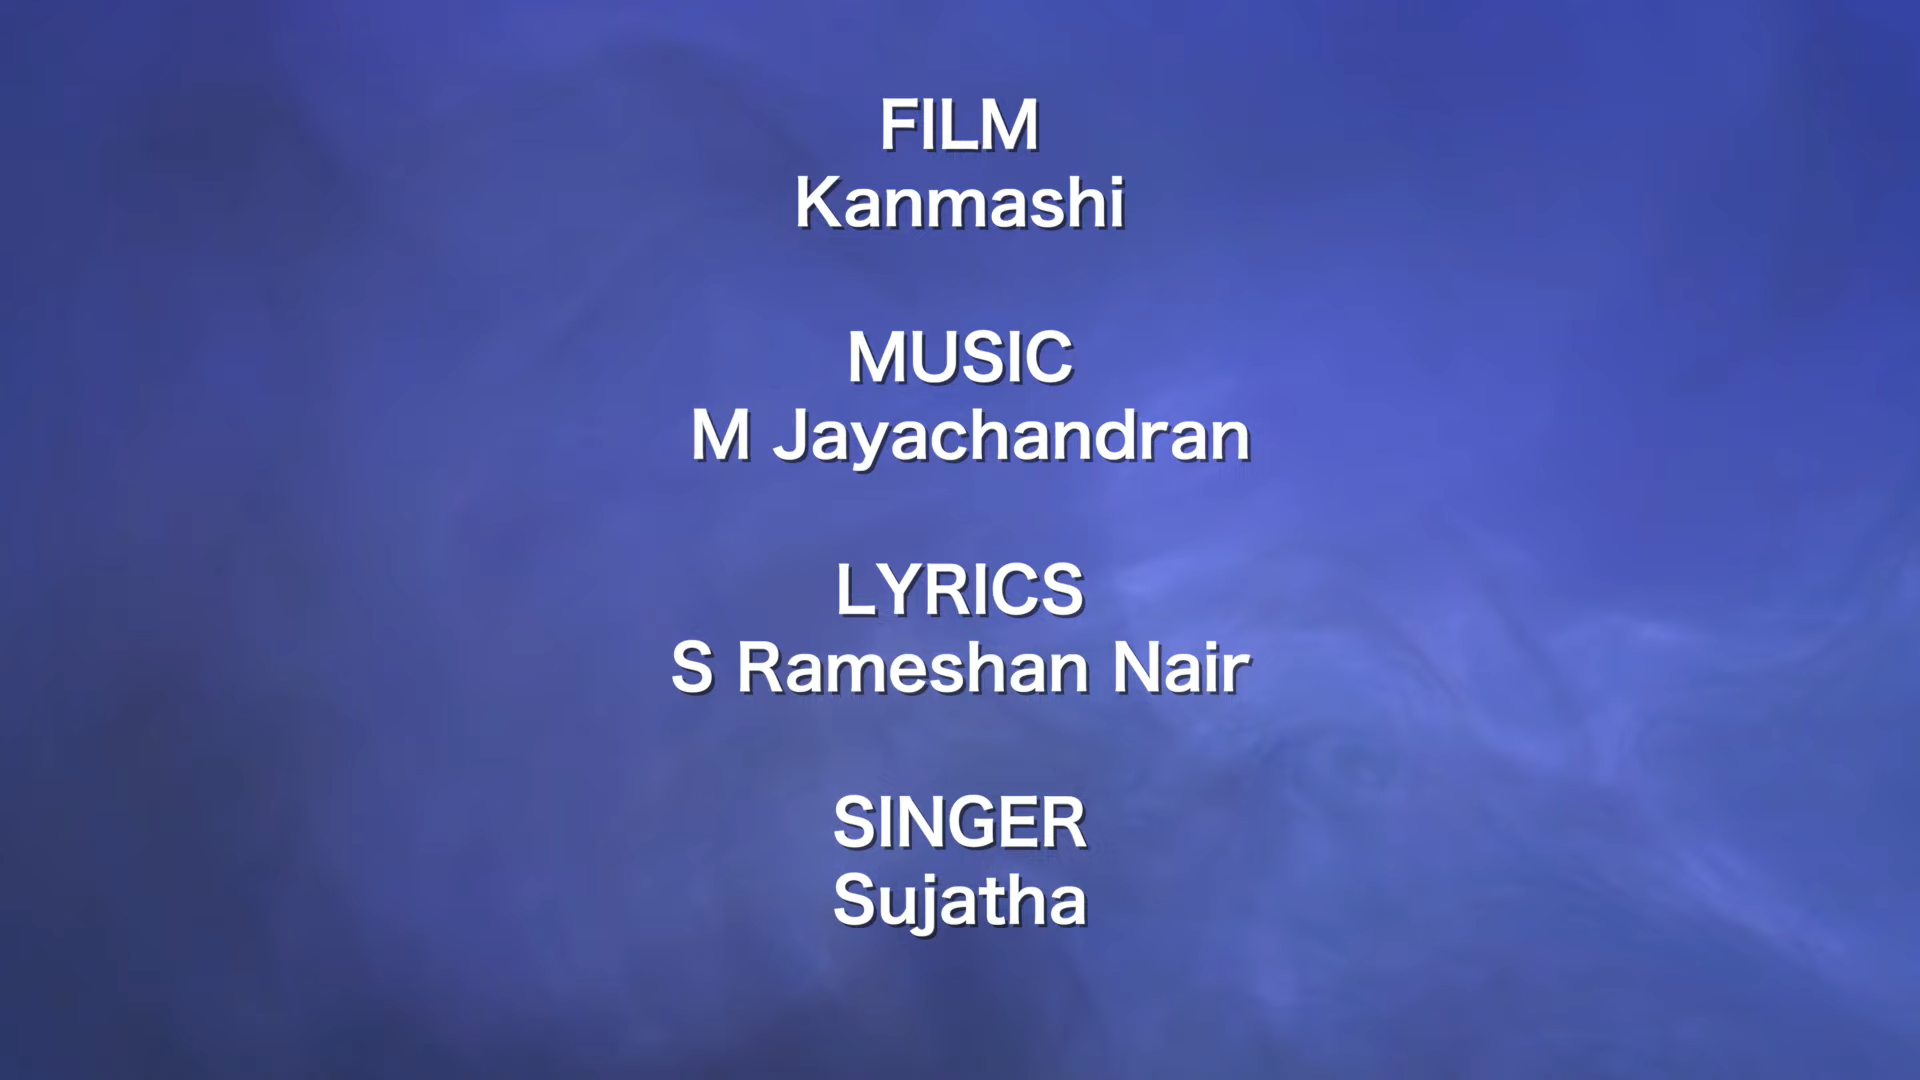 FILM
Kanmashi
MUSIC
M Jayachandran
LYRICS
S Rameshan Nair
SINGER
Sujatha